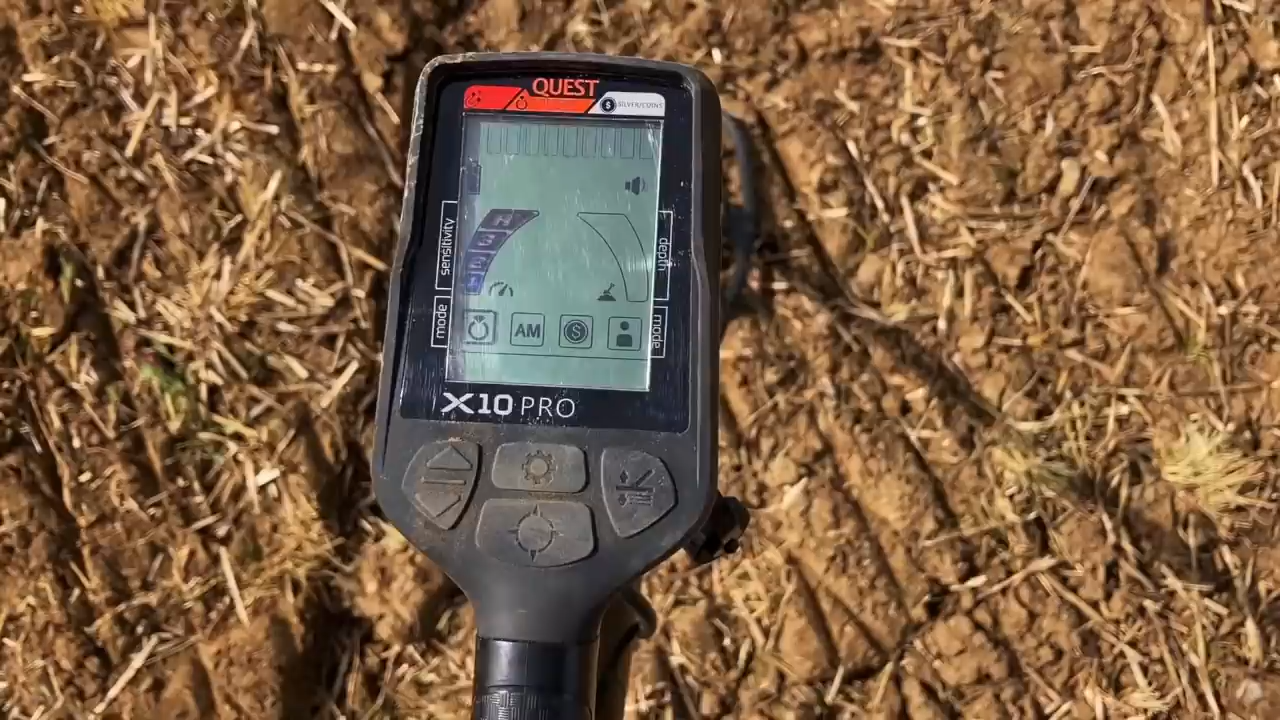 QUEST
$ SILVER/COINS
sensitivity
depth
mode
mode
AM
$
X10 PRO